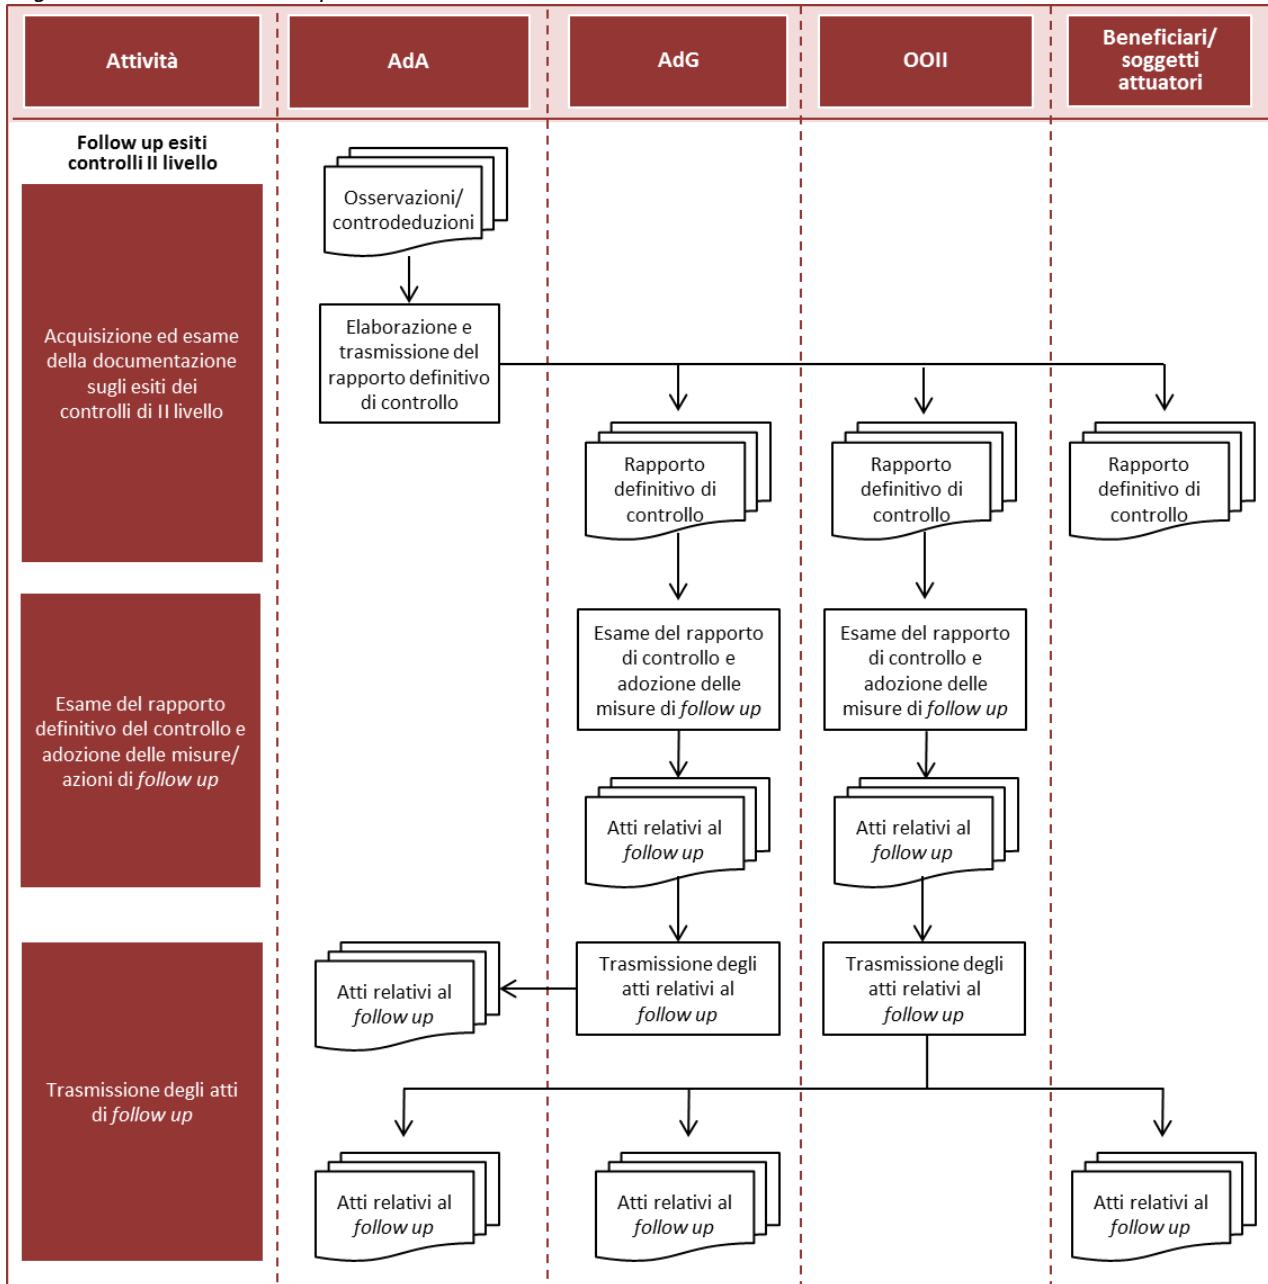 Attività
AdA
AdG
OOII
Beneficiari/
soggetti
attuatori
Follow up esiti
controlli II livello
Acquisizione ed esame
della documentazione
sugli esiti dei
controlli di II livello
Osservazioni/
controdeduzioni
Elaborazione e
trasmissione del
rapporto definitivo
di controllo
Rapporto
definitivo di
controllo
Rapporto
definitivo di
controllo
Rapporto
definitivo di
controllo
Esame del rapporto
definitivo del controllo e
adozione delle misure/
azioni di follow up
Esame del rapporto
di controllo e
adozione delle
misure di follow up
Esame del rapporto
di controllo e
adozione delle
misure di follow up
Atti relativi al
follow up
Atti relativi al
follow up
Trasmissione degli atti
di follow up
Atti relativi al
follow up
Trasmissione degli
atti relativi al
follow up
Trasmissione degli
atti relativi al
follow up
Atti relativi al
follow up
Atti relativi al
follow up
Atti relativi al
follow up